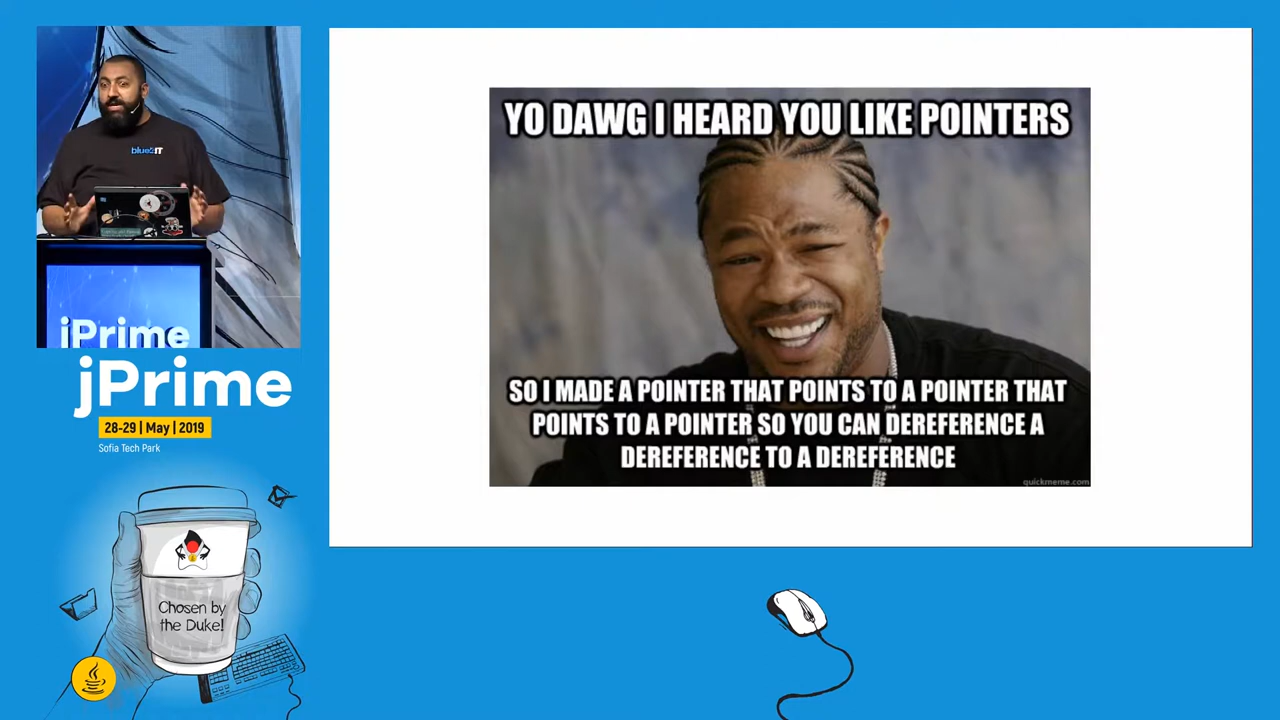 blue2IT
jPrime
jPrime
28-29 | May | 2019
Sofia Tech Park
Chosen by
the Duke!
YO DAWG I HEARD YOU LIKE POINTERS
SO I MADE A POINTER THAT POINTS TO A POINTER THAT
POINTS TO A POINTER SO YOU CAN DEREFERENCE A
DEREFERENCE TO A DEREFERENCE
quickmeme.com